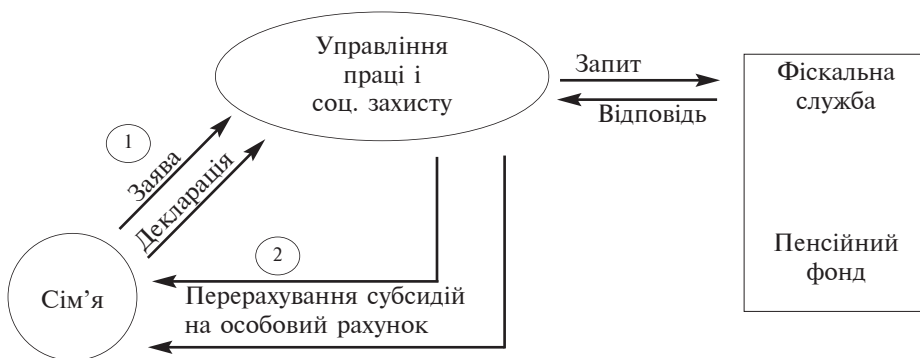 Управління
праці і
соц. захисту
Запит
Відповідь
Фіскальна
служба
Пенсійний
фонд
1
Заява
Декларація
2
Сім’я
Перерахування субсидій
на особовий рахунок